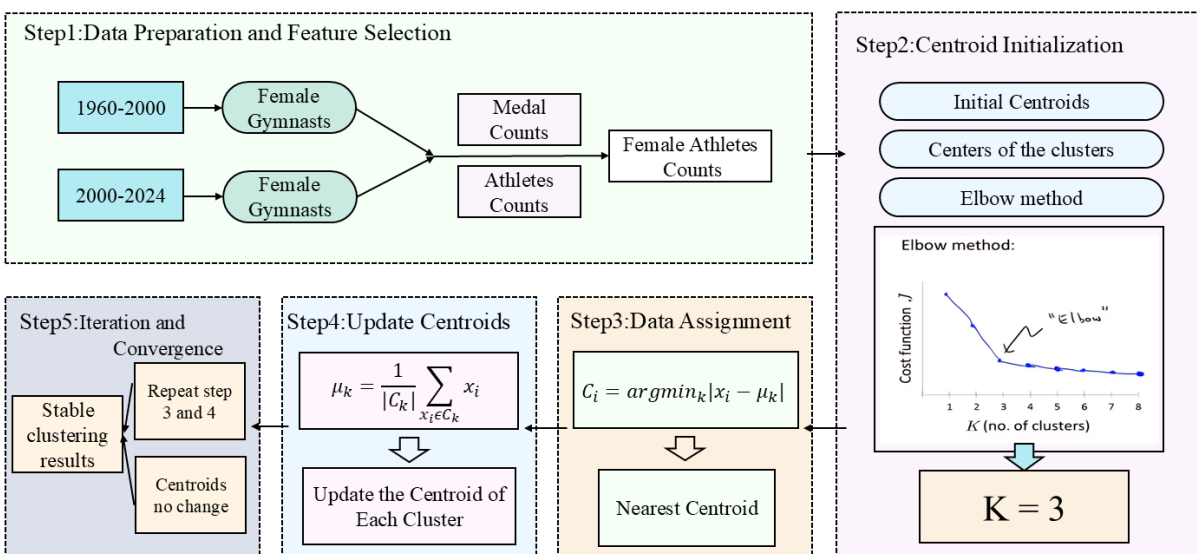 Step1:Data Preparation and Feature Selection
1960-2000
Female
Gymnasts
2000-2024
Female
Gymnasts
Medal
Counts
Athletes
Counts
Female Athletes
Counts
Step2:Centroid Initialization
Initial Centroids
Centers of the clusters
Elbow method
Elbow method:
Cost function J
"Elbow"
1 2 3 4 5 6 7 8
K (no. of clusters)
K = 3
Step3:Data Assignment
C_i = argmin_k|x_i − μ_k|
Nearest Centroid
Step4:Update Centroids
μ_k = 1/|C_k| ∑_{x_i∈C_k} x_i
Update the Centroid of
Each Cluster
Step5:Iteration and
Convergence
Repeat step
3 and 4
Centroids
no change
Stable
clustering
results